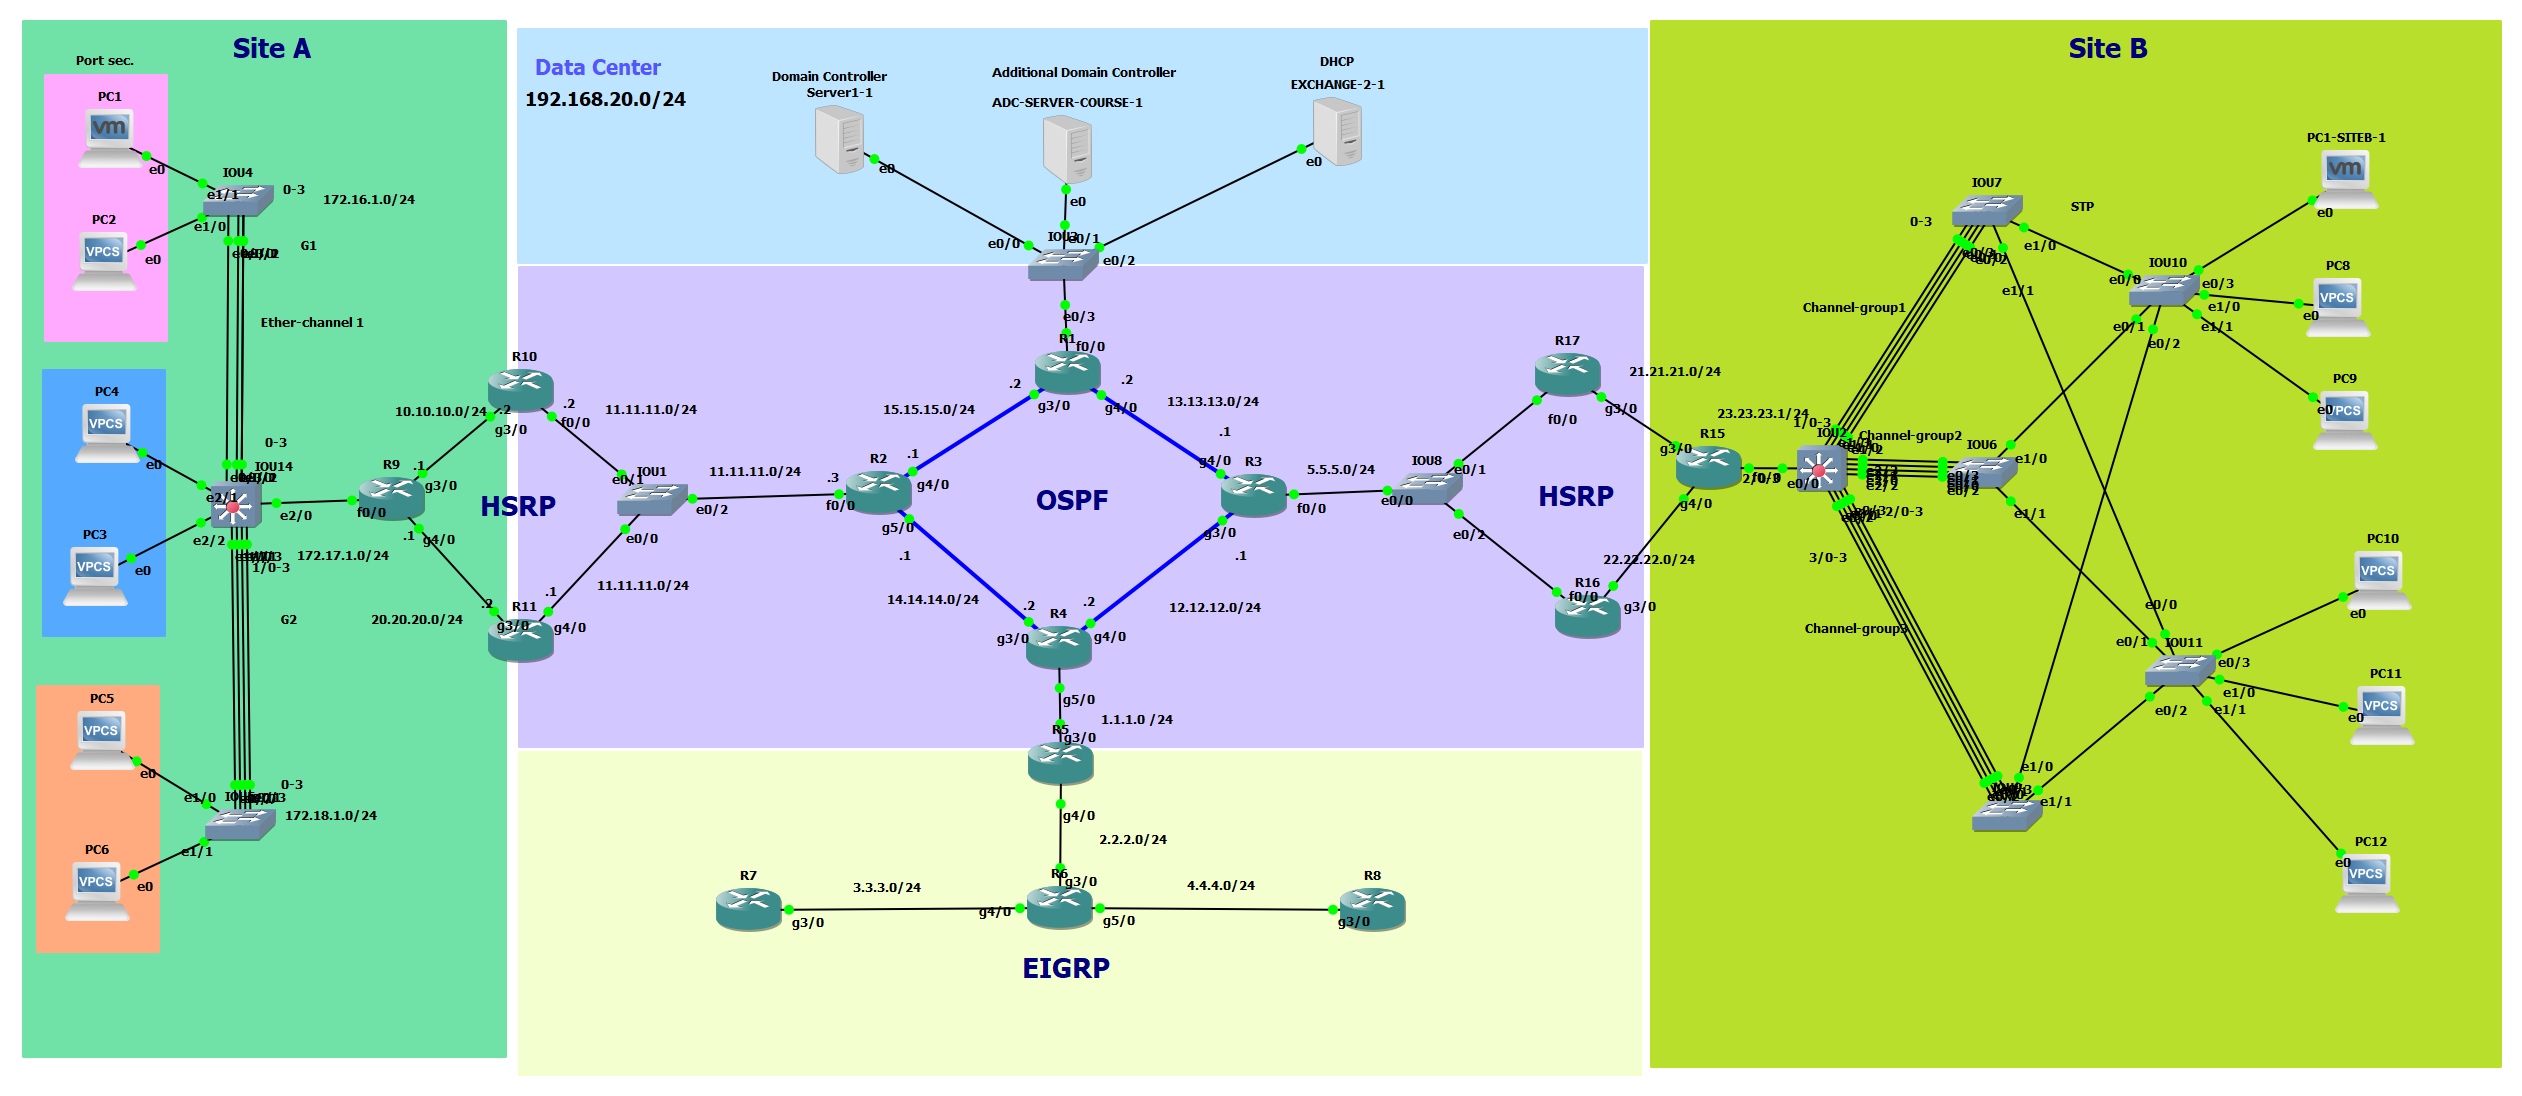 Site A
Port sec.
PC1
e0
IOU4
0-3
e1/1
172.16.1.0/24
PC2
e1/0
e0
G1
Ether-channel 1
PC4
e0
0-3
IOU14
e2/1
PC3
e0
e2/2
e2/0
172.17.1.0/24
1/0-3
G2
R9
f0/0
.1
g3/0
.1
g4/0
10.10.10.0/24
20.20.20.0/24
PC5
e0
e1/0
0-3
172.18.1.0/24
PC6
e0
e1/1
Data Center
192.168.20.0/24
Domain Controller
Server1-1
e0
Additional Domain Controller
ADC-SERVER-COURSE-1
e0
DHCP
EXCHANGE-2-1
e0
e0/0
e0/1
e0/2
e0/3
R1
f0/0
.2
g3/0
.2
g4/0
15.15.15.0/24
13.13.13.0/24
R10
.2
g3/0
.2
f0/0
11.11.11.0/24
HSRP
IOU1
e0/1
e0/2
e0/0
11.11.11.0/24
11.11.11.0/24
R11
.2
g3/0
.1
g4/0
R2
.3
f0/0
.1
g4/0
g5/0
.1
OSPF
R3
.1
g4/0
g3/0
.1
f0/0
5.5.5.0/24
14.14.14.0/24
12.12.12.0/24
R4
.2
g3/0
.2
g4/0
g5/0
1.1.1.0 /24
R5
g3/0
g4/0
2.2.2.0/24
R6
g3/0
g4/0
g5/0
R7
g3/0
3.3.3.0/24
4.4.4.0/24
R8
g3/0
EIGRP
IOU8
e0/1
e0/0
e0/2
HSRP
R17
f0/0
g3/0
21.21.21.0/24
R16
f0/0
g3/0
22.22.22.0/24
Site B
R15
g3/0
g4/0
f0/0
23.23.23.1/24
1/0-3
IOU2
e0/0
2/0-3
3/0-3
Channel-group1
Channel-group2
Channel-group3
IOU7
0-3
STP
e1/0
e1/1
IOU6
e1/0
e1/1
e1/0
e1/1
IOU10
e0/0
e0/1
e0/2
e0/3
e1/0
e1/1
PC1-SITEB-1
e0
PC8
e0
PC9
e0
IOU11
e0/0
e0/1
e0/2
e0/3
e1/0
e1/1
PC10
e0
PC11
e0
PC12
e0